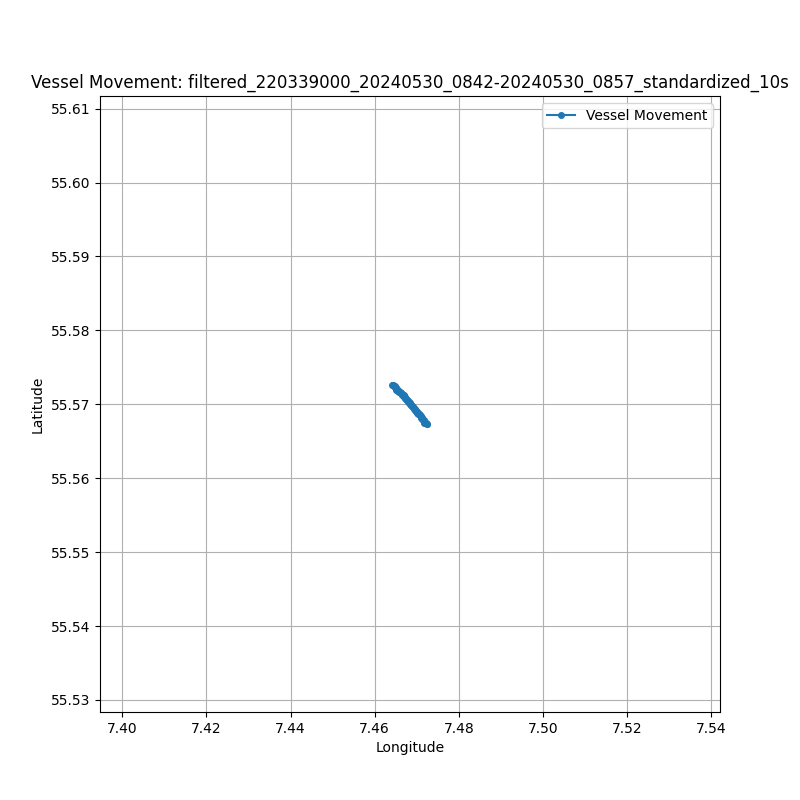 Vessel Movement: filtered_220339000_20240530_0842-20240530_0857_standardized_10s
Vessel Movement
55.61
55.60
55.59
55.58
55.57
55.56
55.55
55.54
55.53
Latitude
7.40 7.42 7.44 7.46 7.48 7.50 7.52 7.54
Longitude